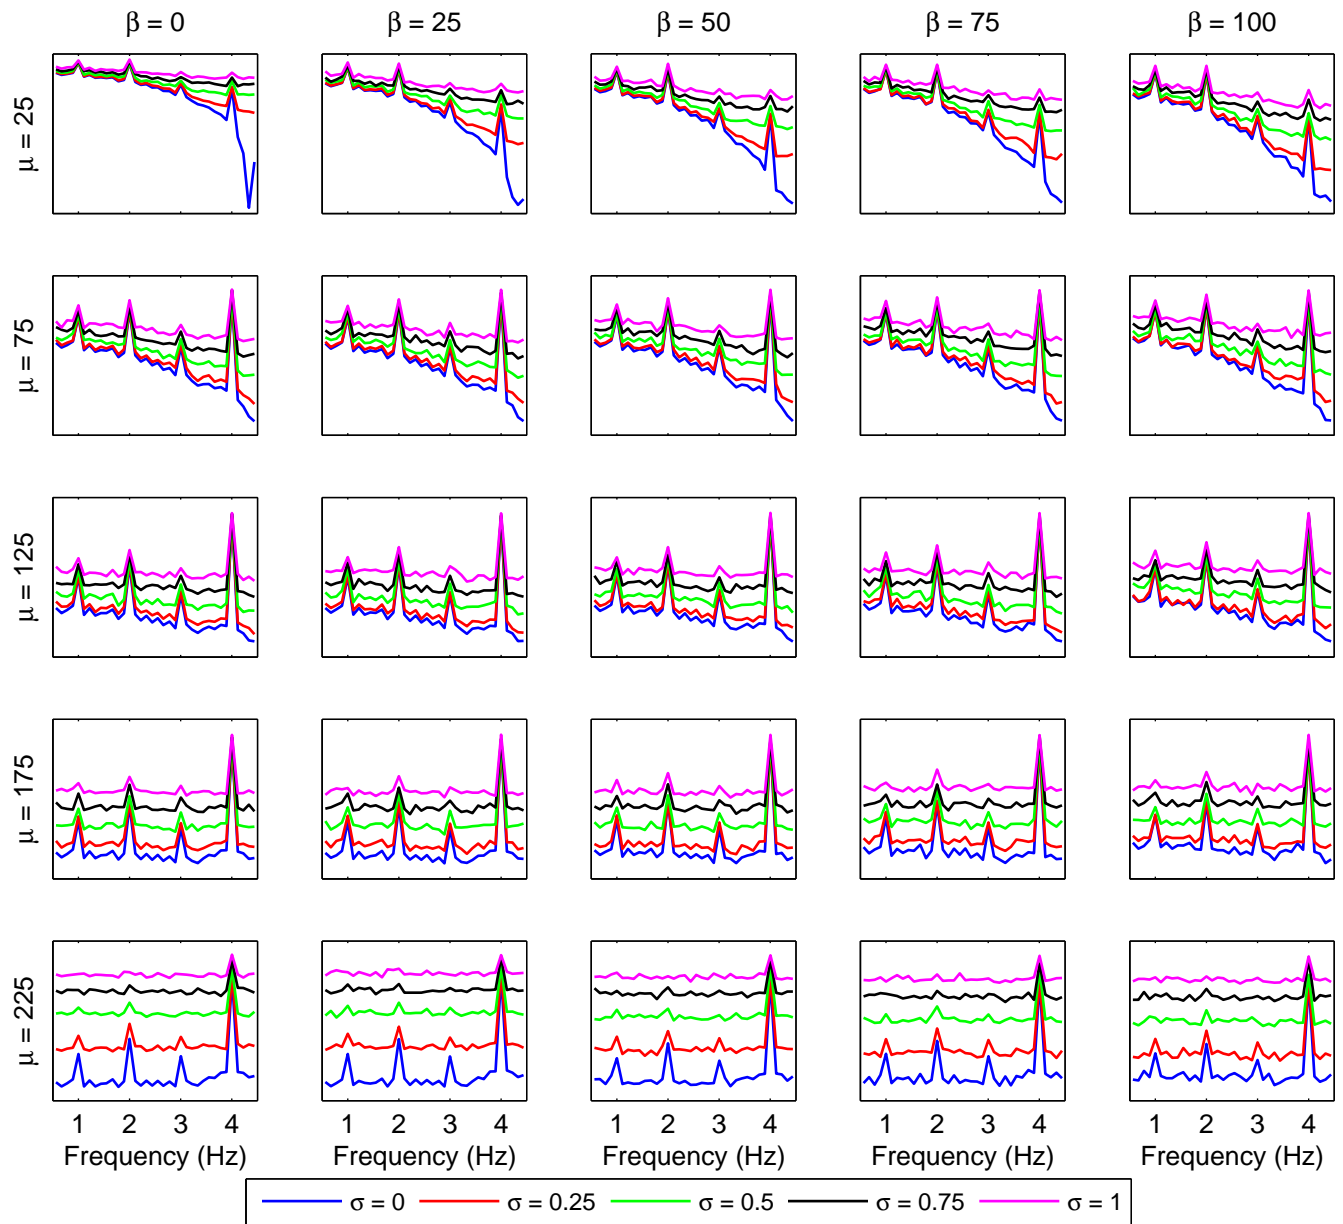 β = 0 β = 25 β = 50 β = 75 β = 100
μ = 25
μ = 75
μ = 125
μ = 175
μ = 225
1 2 3 4 1 2 3 4 1 2 3 4 1 2 3 4 1 2 3 4
Frequency (Hz) Frequency (Hz) Frequency (Hz) Frequency (Hz) Frequency (Hz)
σ = 0 σ = 0.25 σ = 0.5 σ = 0.75 σ = 1